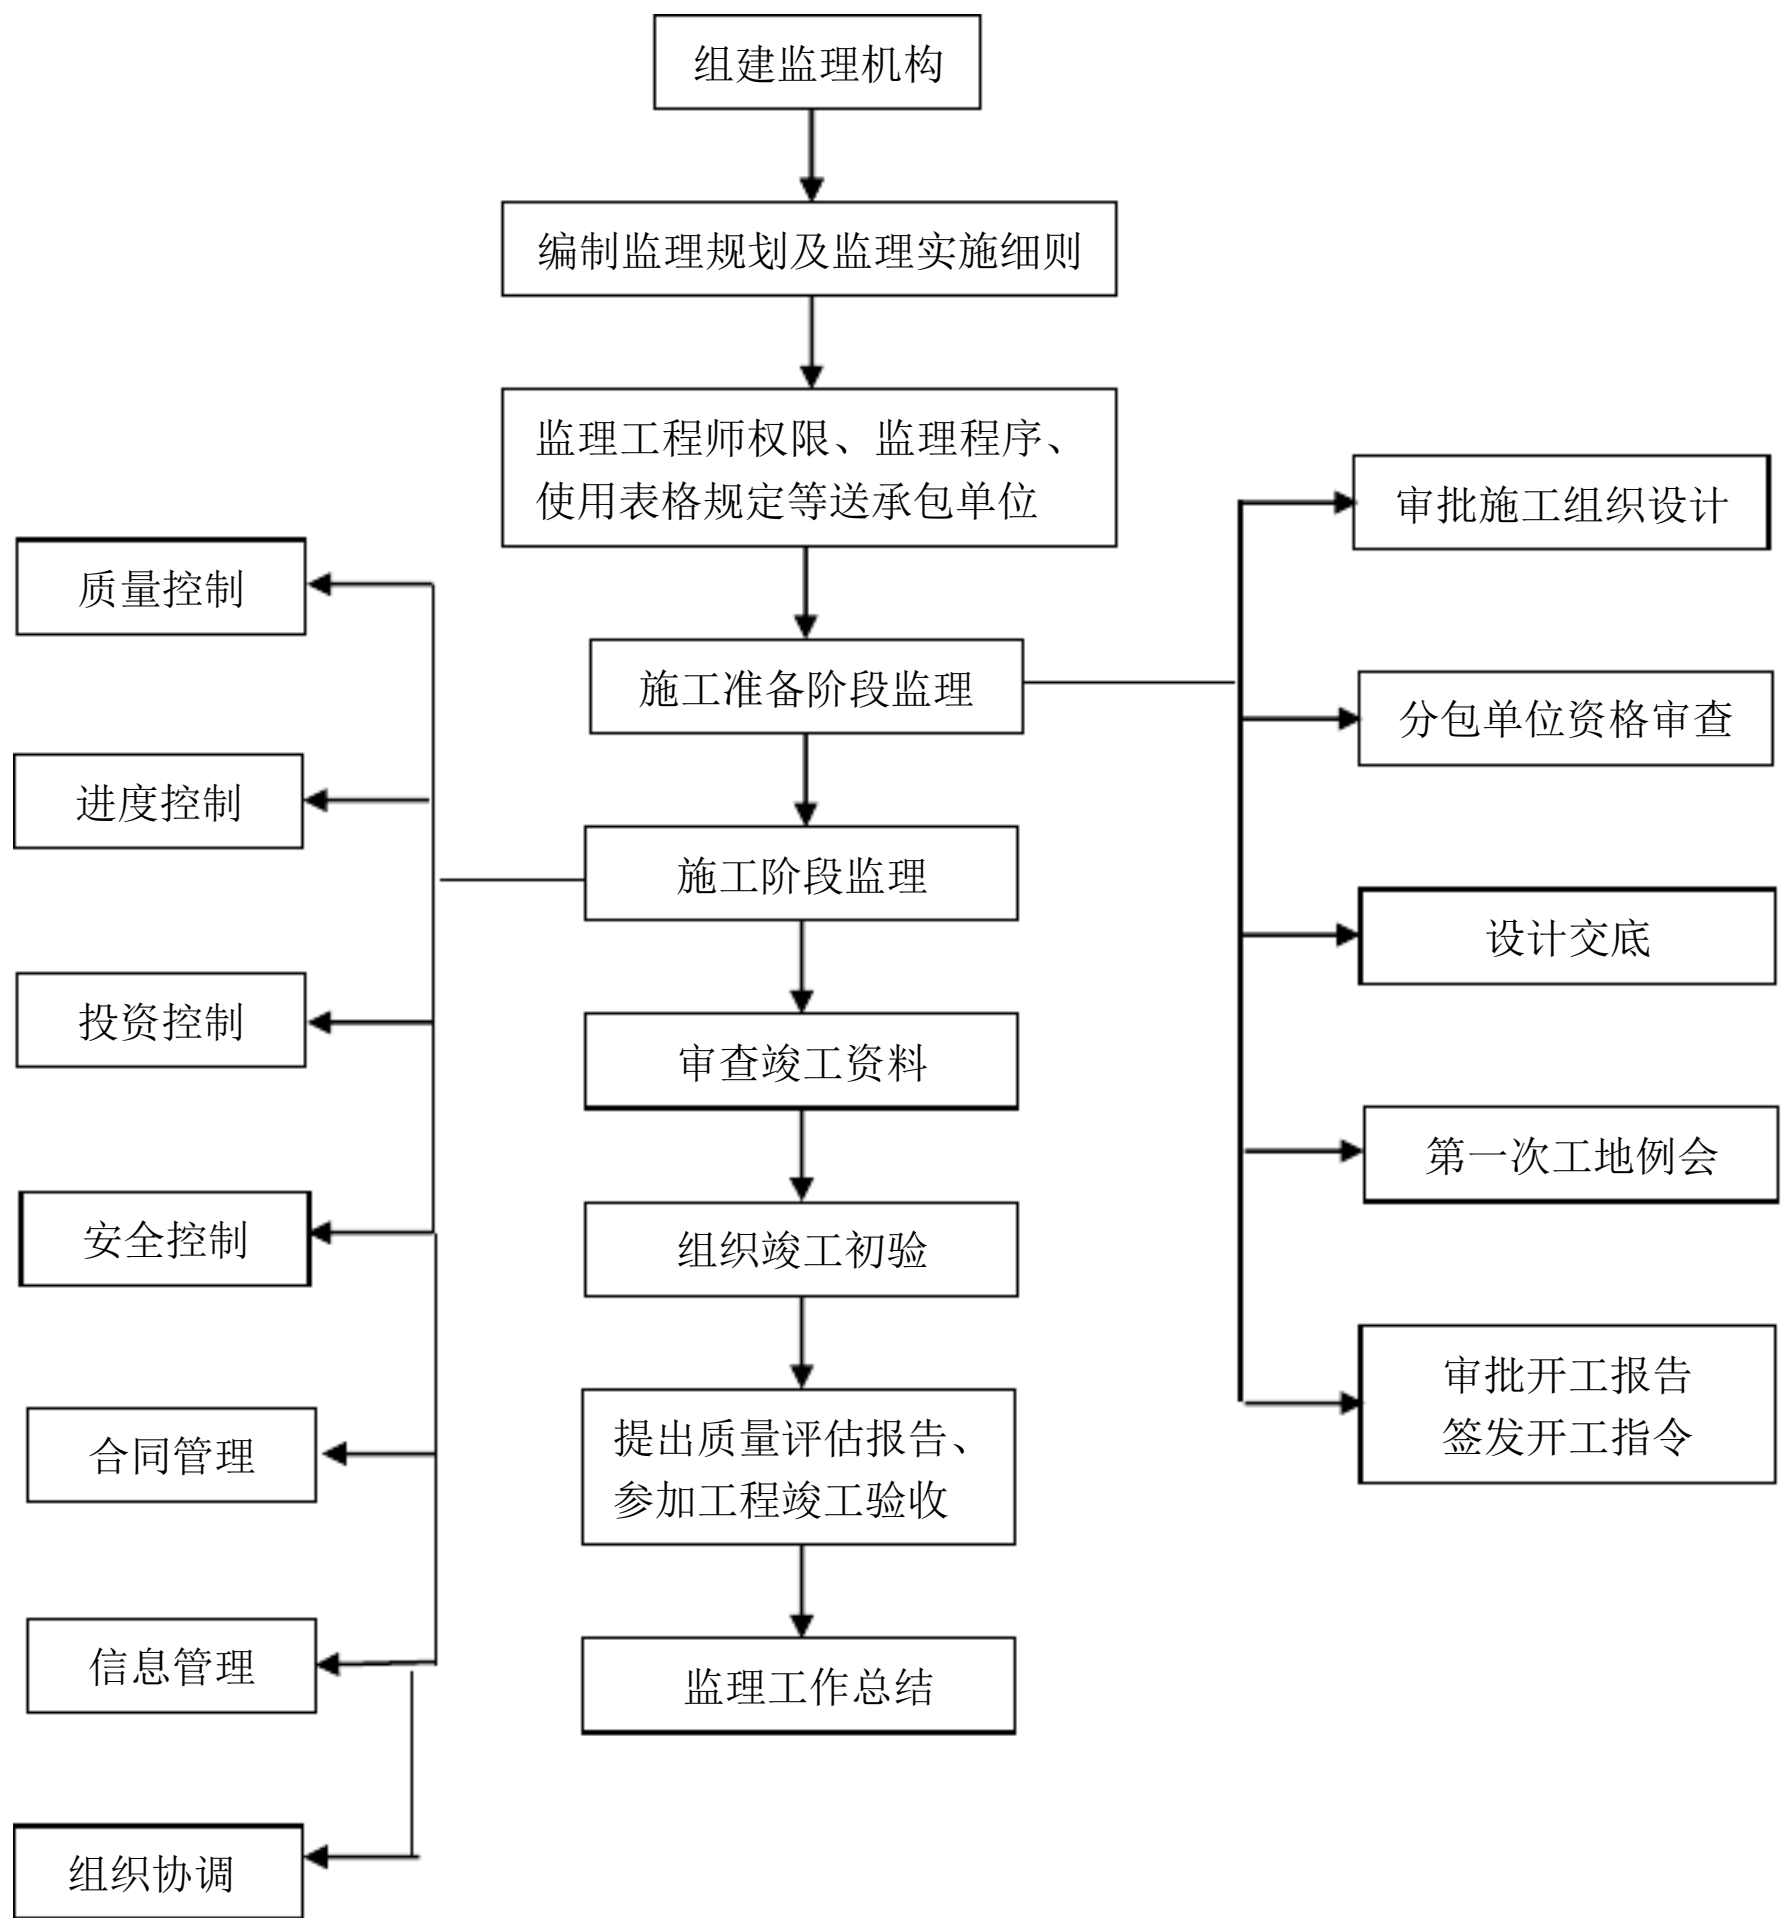 组建监理机构
编制监理规划及监理实施细则
监理工程师权限、监理程序、
使用表格规定等送承包单位
施工准备阶段监理
施工阶段监理
审查竣工资料
组织竣工初验
提出质量评估报告、
参加工程竣工验收
监理工作总结
质量控制
进度控制
投资控制
安全控制
合同管理
信息管理
组织协调
审批施工组织设计
分包单位资格审查
设计交底
第一次工地例会
审批开工报告
签发开工指令